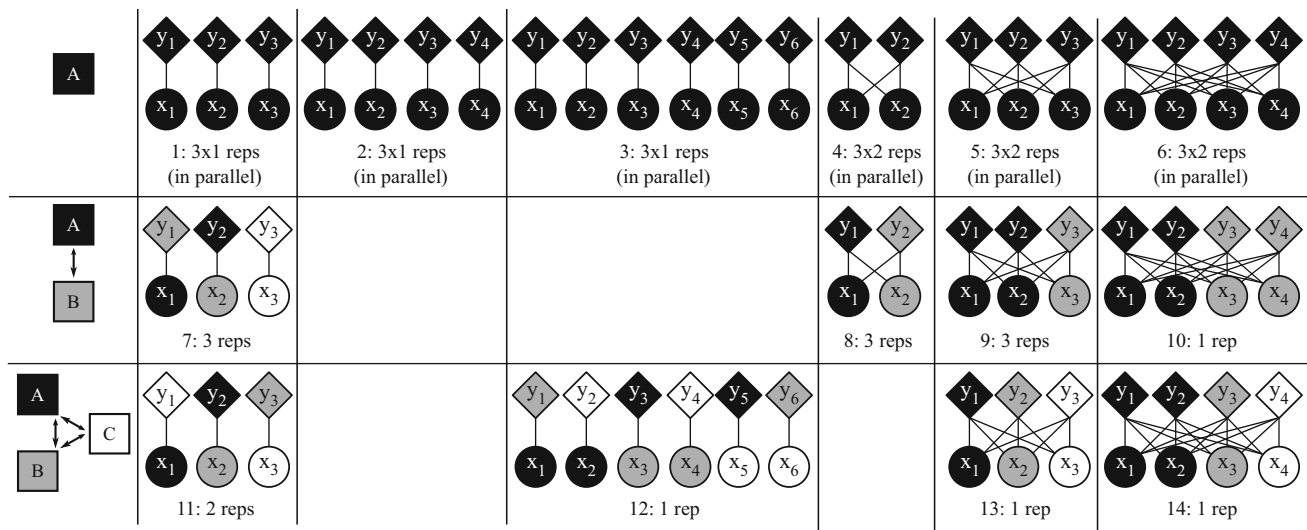 y1 y2 y3 y1 y2 y3 y4 y1 y2 y3 y4 y5 y6 y1 y2 y1 y2 y3 y1 y2 y3 y4
A
x1 x2 x3 x1 x2 x3 x4 x1 x2 x3 x4 x5 x6 x1 x2 x1 x2 x3 x1 x2 x3 x4
1: 3x1 reps 2: 3x1 reps 3: 3x1 reps 4: 3x2 reps 5: 3x2 reps 6: 3x2 reps
(in parallel) (in parallel) (in parallel) (in parallel) (in parallel) (in parallel)
A y1 y2 y3 y1 y2 y1 y2 y3 y1 y2 y3 y4
B x1 x2 x3 x1 x2 x1 x2 x3 x1 x2 x3 x4
7: 3 reps 8: 3 reps 9: 3 reps 10: 1 rep
A y1 y2 y3 y1 y2 y3 y4 y5 y6 y1 y2 y3 y1 y2 y3 y4
C
B x1 x2 x3 x1 x2 x3 x4 x5 x6 x1 x2 x3 x1 x2 x3 x4
11: 2 reps 12: 1 rep 13: 1 rep 14: 1 rep